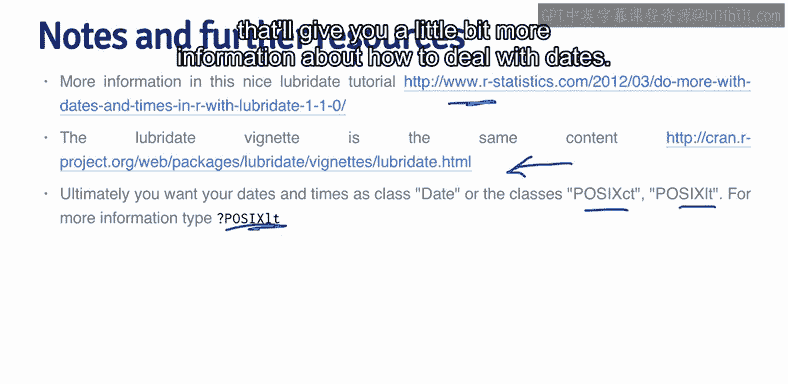 GPT中英字幕课程资源@bilibili.com
that'll give you a little bit more
Notes and further resources
information about how to deal with dates.
More information in this nice lubridate tutorial http://www.r-statistics.com/2012/03/do-more-with-
dates-and-times-in-r-with-lubridate-1-1-0/
The lubridate vignette is the same content http://cran.r-
project.org/web/packages/lubridate/vignettes/lubridate.html
Ultimately you want your dates and times as class "Date" or the classes "POSIXct", "POSIXlt". For
more information type ?POSIXlt